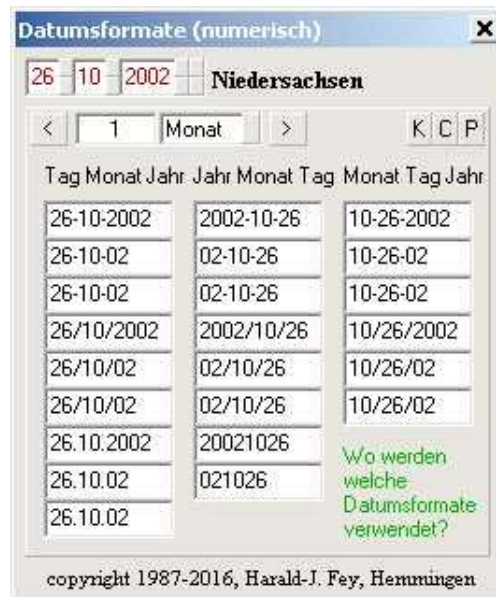 Datumsformate (numerisch)
26 10 2002 Niedersachsen
< 1 Monat > K C P
Tag Monat Jahr Jahr Monat Tag Monat Tag Jahr
26-10-2002 2002-10-26 10-26-2002
26-10-02 02-10-26 10-26-02
26-10-02 02-10-26 10-26-02
26/10/2002 2002/10/26 10/26/2002
26/10/02 02/10/26 10/26/02
26/10/02 02/10/26 10/26/02
26.10.2002 20021026
26.10.02 021026
26.10.02
Wo werden
welche
Datumsformate
verwendet?
copyright 1987-2016, Harald-J. Fey, Hemmingen